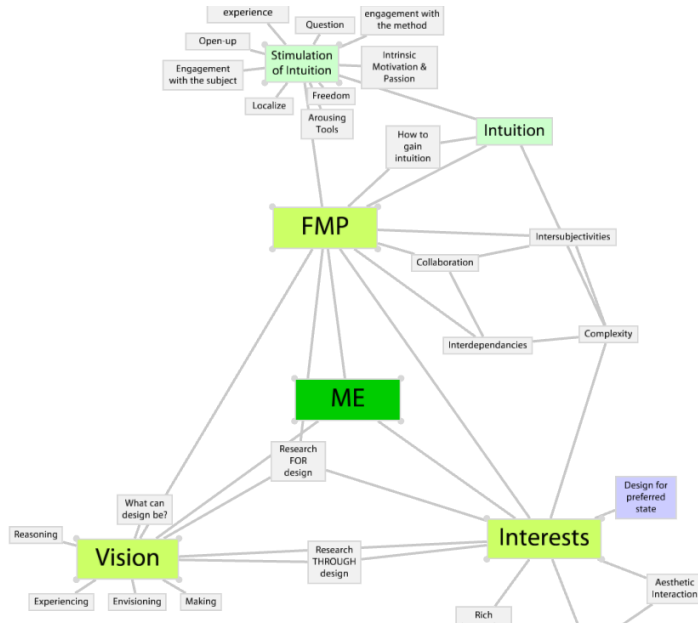 experience
Question
engagement with
the method
Open-up
Stimulation
of Intuition
Intrinsic
Motivation &
Passion
Engagement
with the subject
Freedom
Localize
Arousing
Tools
How to
gain
intuition
Intuition
FMP
Intersubjectivities
Collaboration
Complexity
Interdependancies
ME
Research
FOR
design
Design for
preferred
state
What can
design be?
Reasoning
Vision
Interests
Research
THROUGH
design
Aesthetic
Interaction
Experiencing
Envisioning
Making
Rich